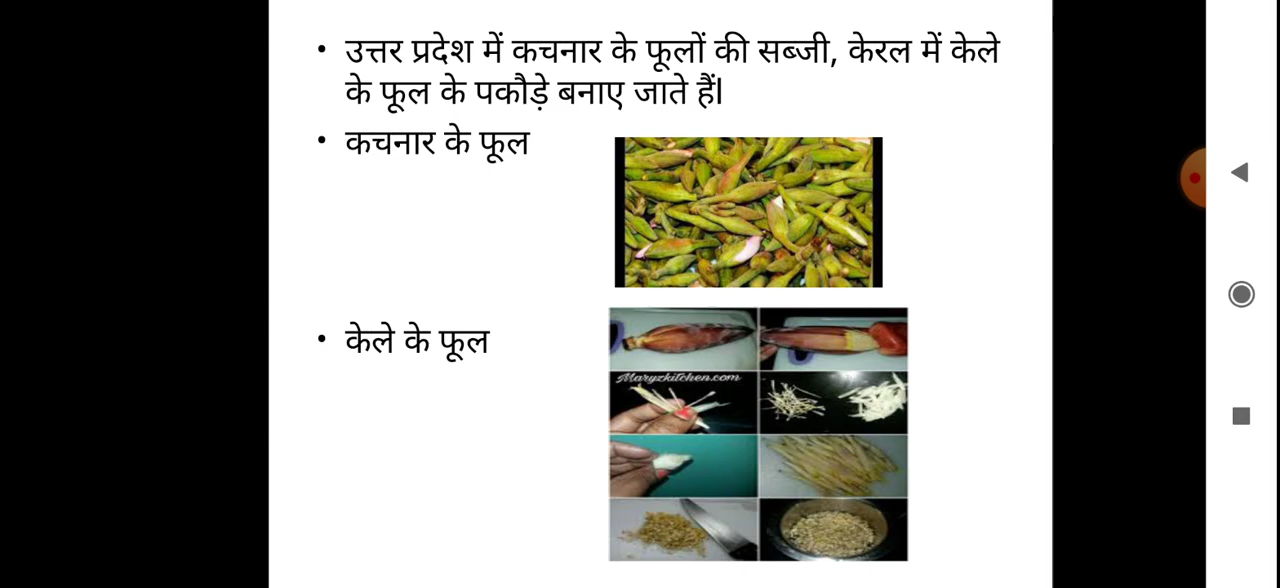 • उत्तर प्रदेश में कचनार के फूलों की सब्जी, केरल में केले
के फूल के पकौड़े बनाए जाते हैंl
• कचनार के फूल
• केले के फूल
Maryzkitchen.com